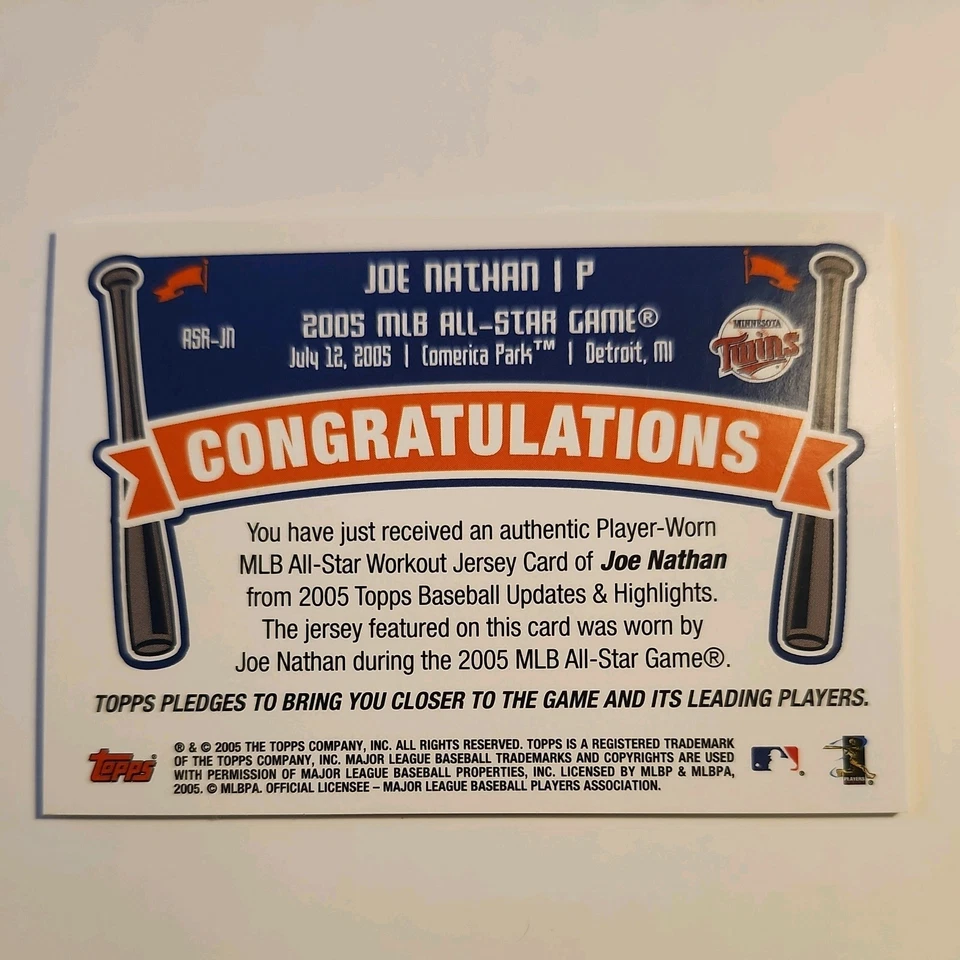 JOE NATHAN | P
ASR-JN
2005 MLB ALL-STAR GAME®
July 12, 2005 | Comerica Park™ | Detroit, MI
MINNESOTA
Twins
CONGRATULATIONS
You have just received an authentic Player-Worn
MLB All-Star Workout Jersey Card of Joe Nathan
from 2005 Topps Baseball Updates & Highlights.
The jersey featured on this card was worn by
Joe Nathan during the 2005 MLB All-Star Game®.
TOPPS PLEDGES TO BRING YOU CLOSER TO THE GAME AND ITS LEADING PLAYERS.
topps®
® & © 2005 THE TOPPS COMPANY, INC. ALL RIGHTS RESERVED. TOPPS IS A REGISTERED TRADEMARK
OF THE TOPPS COMPANY, INC. MAJOR LEAGUE BASEBALL TRADEMARKS AND COPYRIGHTS ARE USED
WITH PERMISSION OF MAJOR LEAGUE BASEBALL PROPERTIES, INC. LICENSED BY MLBP & MLBPA,
2005. © MLBPA. OFFICIAL LICENSEE – MAJOR LEAGUE BASEBALL PLAYERS ASSOCIATION.
PLAYERS